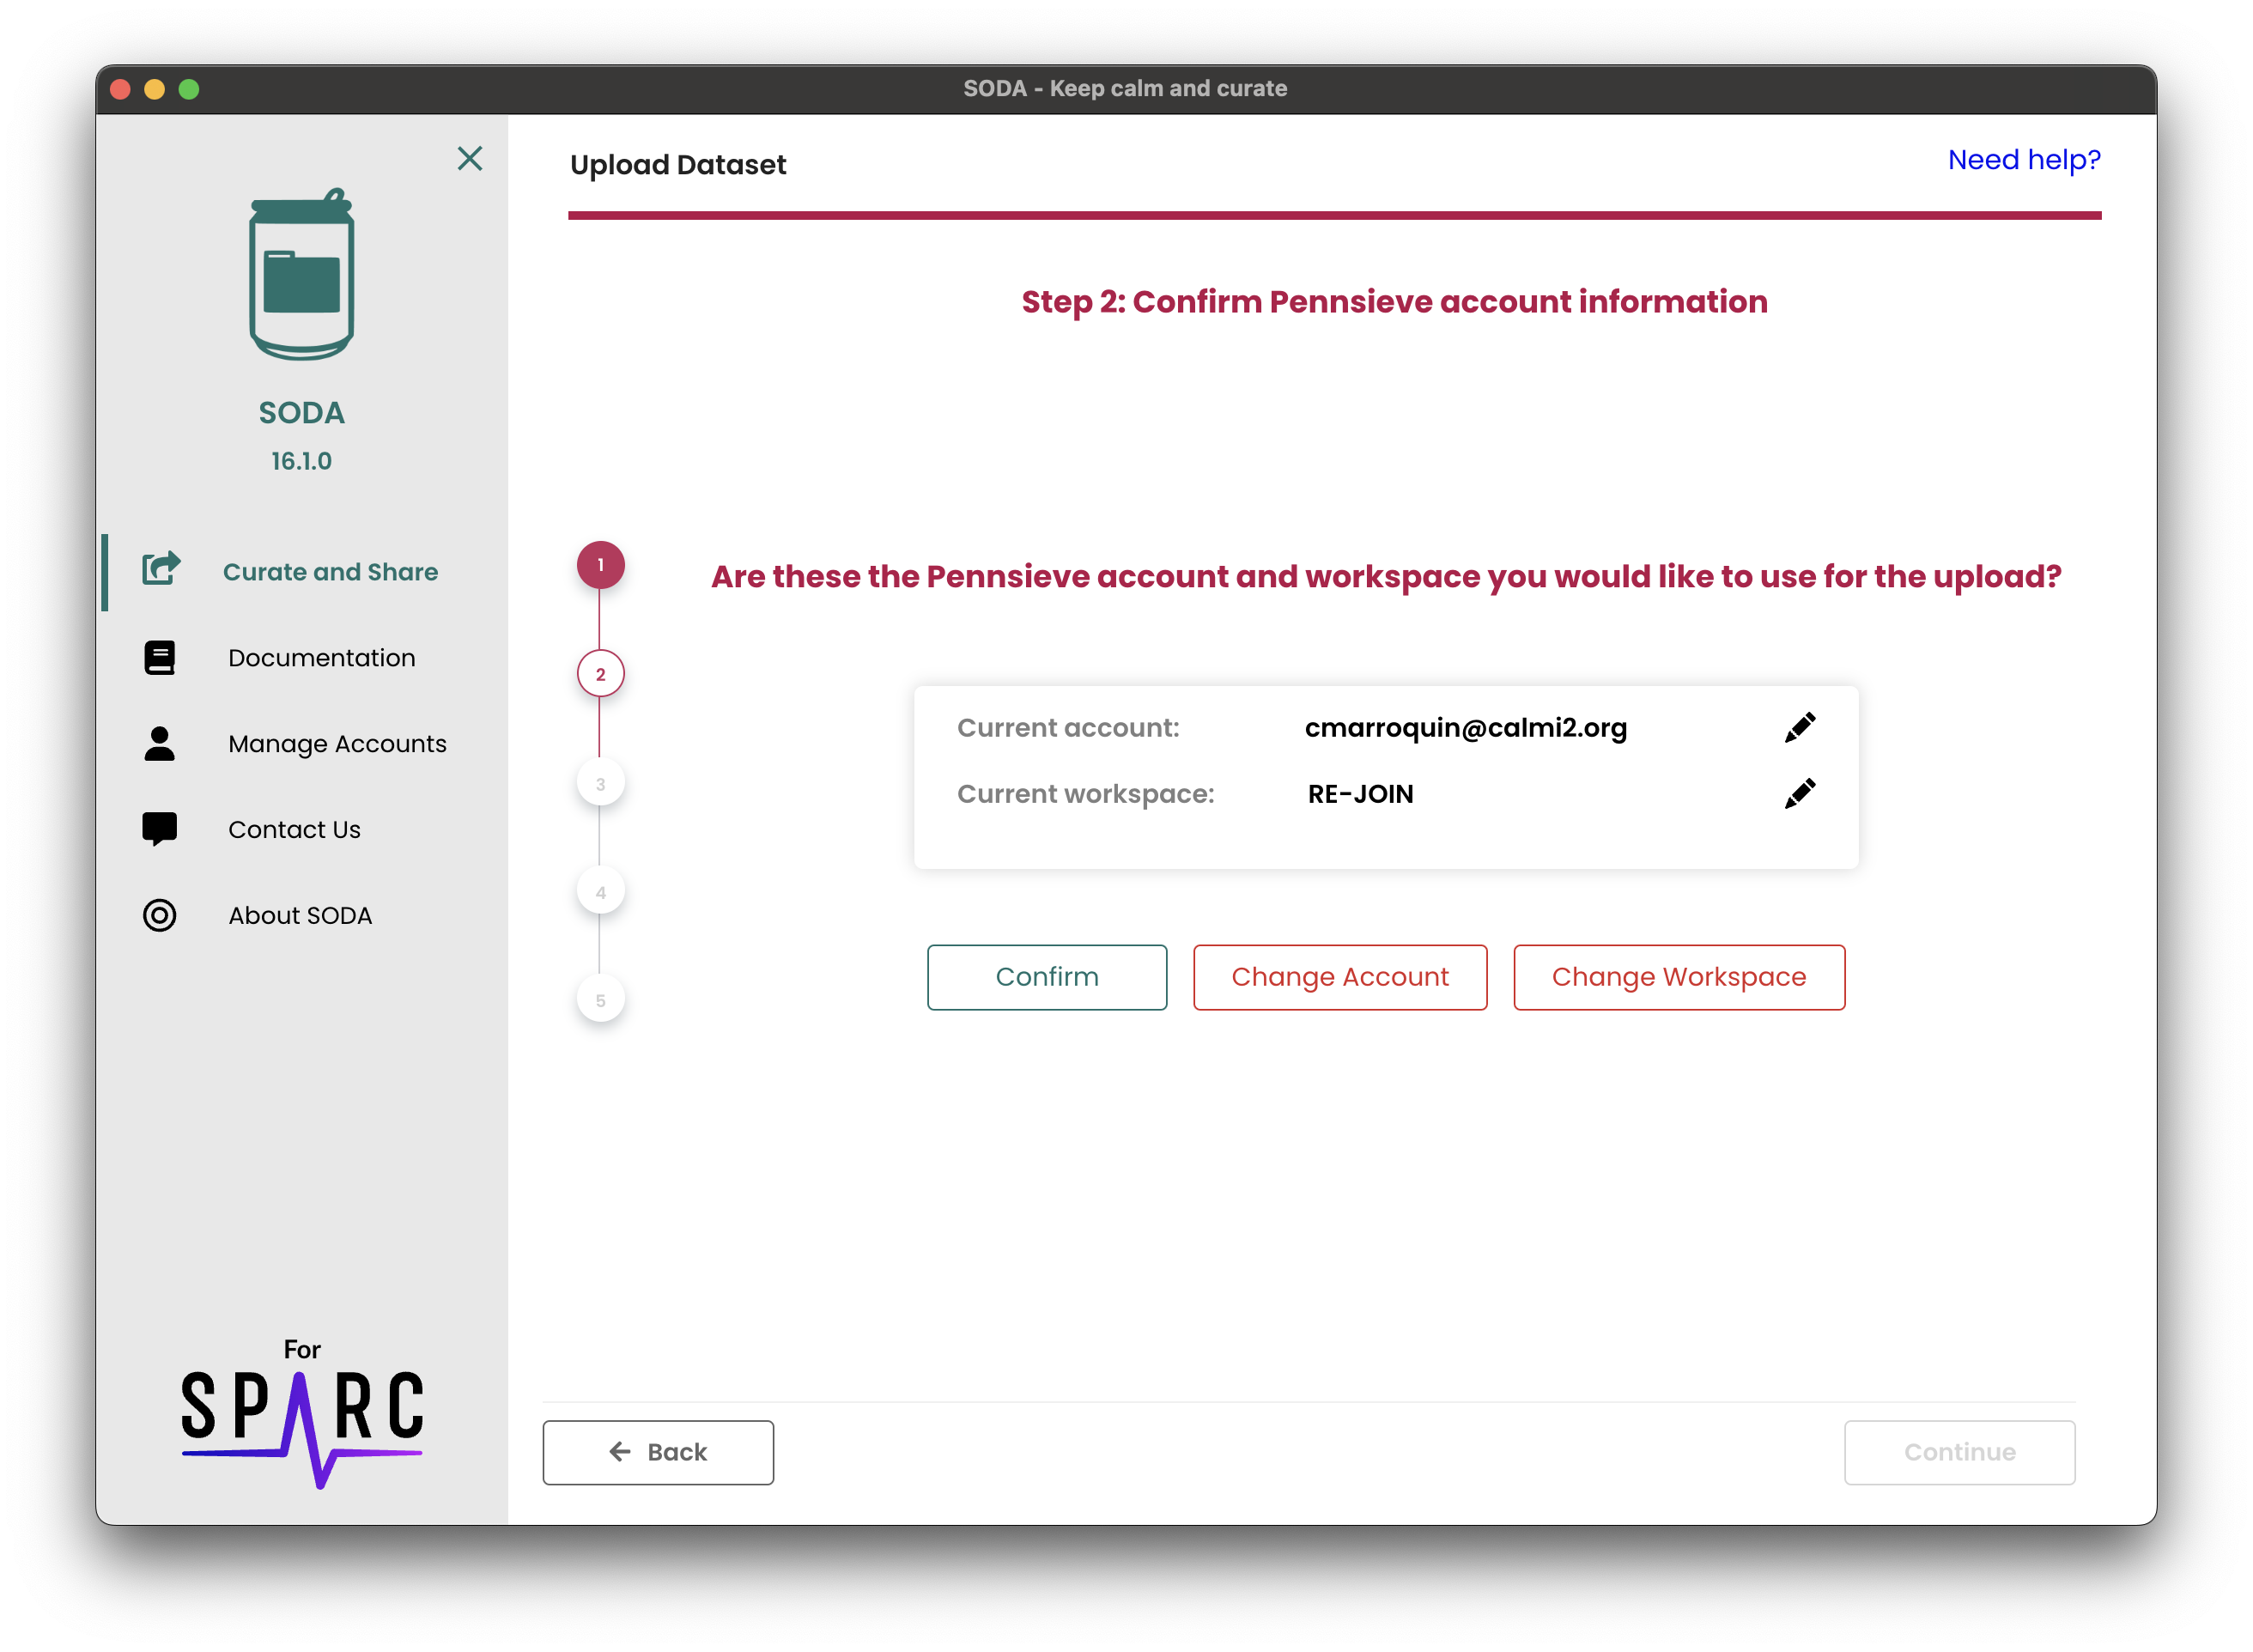 SODA - Keep calm and curate
SODA
16.1.0
Curate and Share
Documentation
Manage Accounts
Contact Us
About SODA
For
SPARC
Upload Dataset
Need help?
Step 2: Confirm Pennsieve account information
1
2
3
4
5
Are these the Pennsieve account and workspace you would like to use for the upload?
Current account: cmarroquin@calmi2.org
Current workspace: RE-JOIN
Confirm Change Account Change Workspace
Back Continue